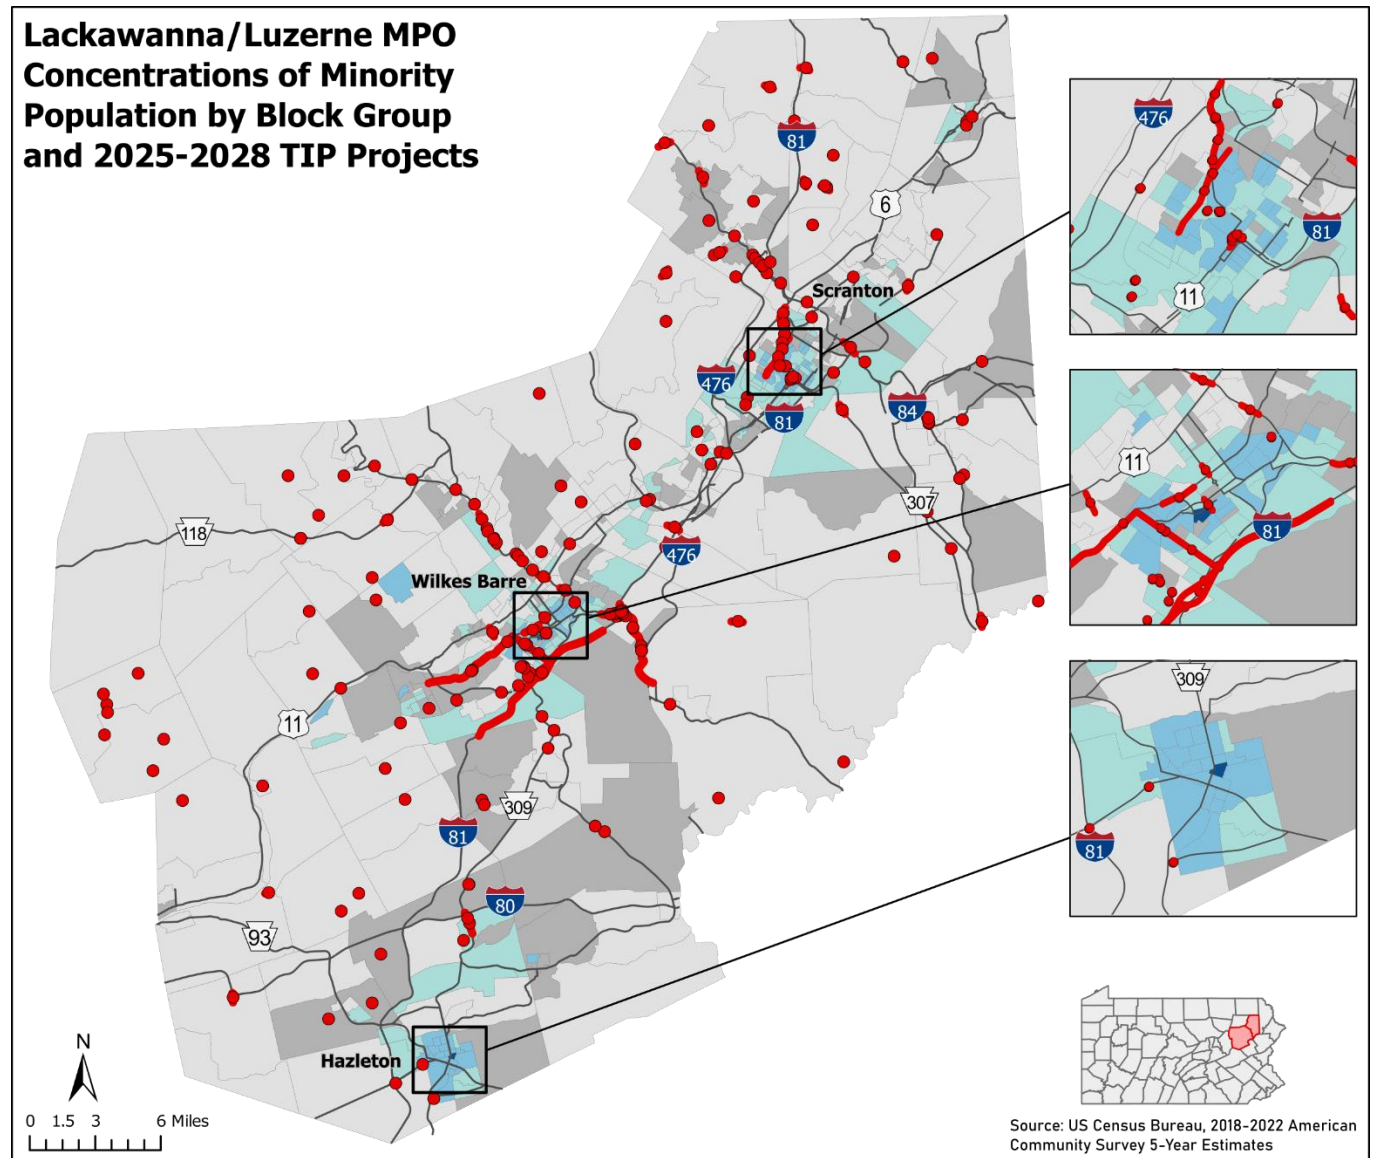 Lackawanna/Luzerne MPO
Concentrations of Minority
Population by Block Group
and 2025-2028 TIP Projects
81
6
Scranton
476
81
84
307
118
476
Wilkes Barre
11
309
81
80
93
Hazleton
476
81
11
11
81
309
81
N
0 1.5 3 6 Miles
Source: US Census Bureau, 2018-2022 American
Community Survey 5-Year Estimates